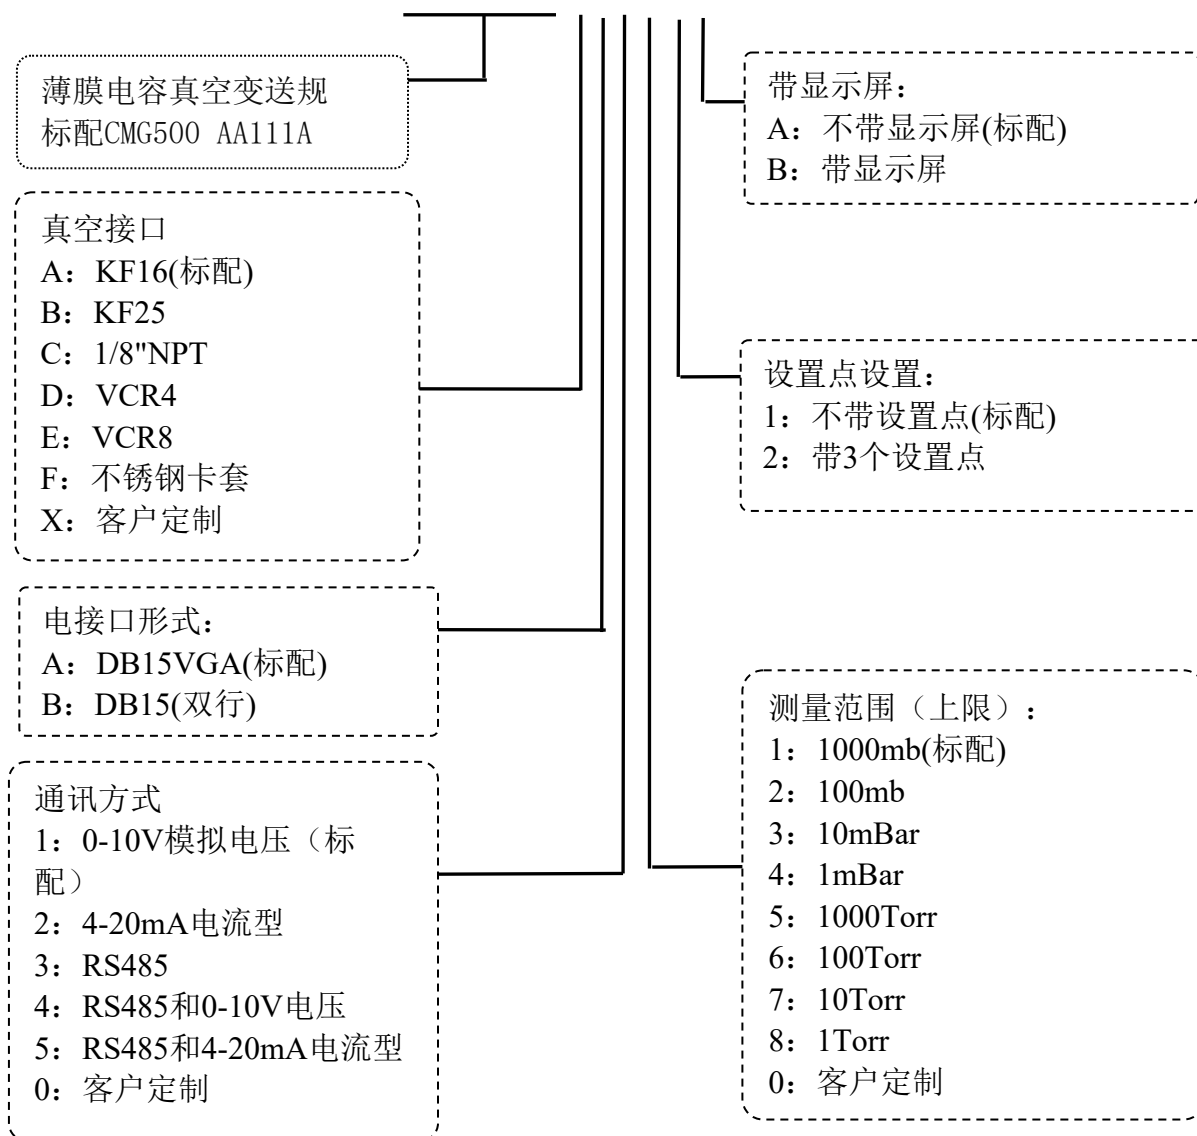 薄膜电容真空变送规
标配CMG500 AA111A
真空接口
A：KF16(标配)
B：KF25
C：1/8"NPT
D：VCR4
E：VCR8
F：不锈钢卡套
X：客户定制
电接口形式：
A：DB15VGA(标配)
B：DB15(双行)
通讯方式
1：0-10V模拟电压（标
配）
2：4-20mA电流型
3：RS485
4：RS485和0-10V电压
5：RS485和4-20mA电流型
0：客户定制
带显示屏：
A：不带显示屏(标配)
B：带显示屏
设置点设置：
1：不带设置点(标配)
2：带3个设置点
测量范围（上限）：
1：1000mb(标配)
2：100mb
3：10mBar
4：1mBar
5：1000Torr
6：100Torr
7：10Torr
8：1Torr
0：客户定制